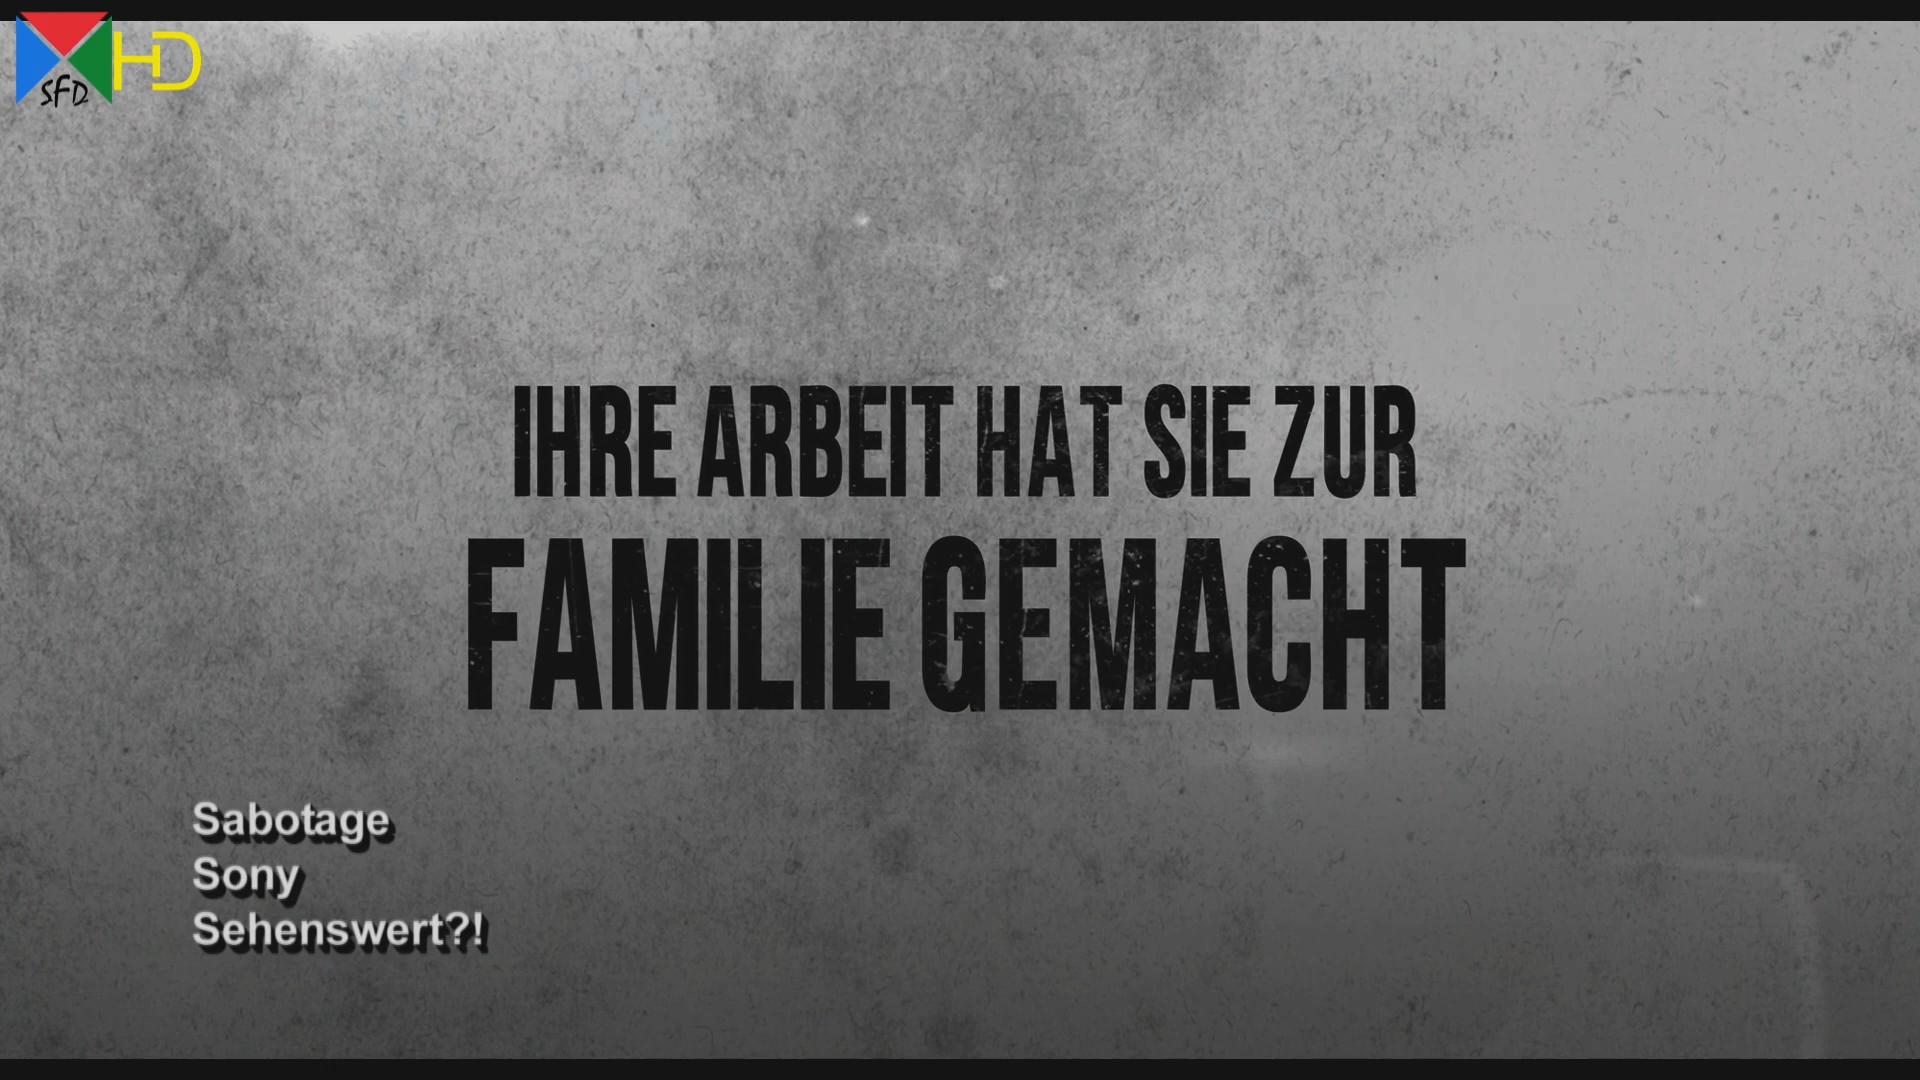 SFD HD
IHRE ARBEIT HAT SIE ZUR
FAMILIE GEMACHT
Sabotage
Sony
Sehenswert?!